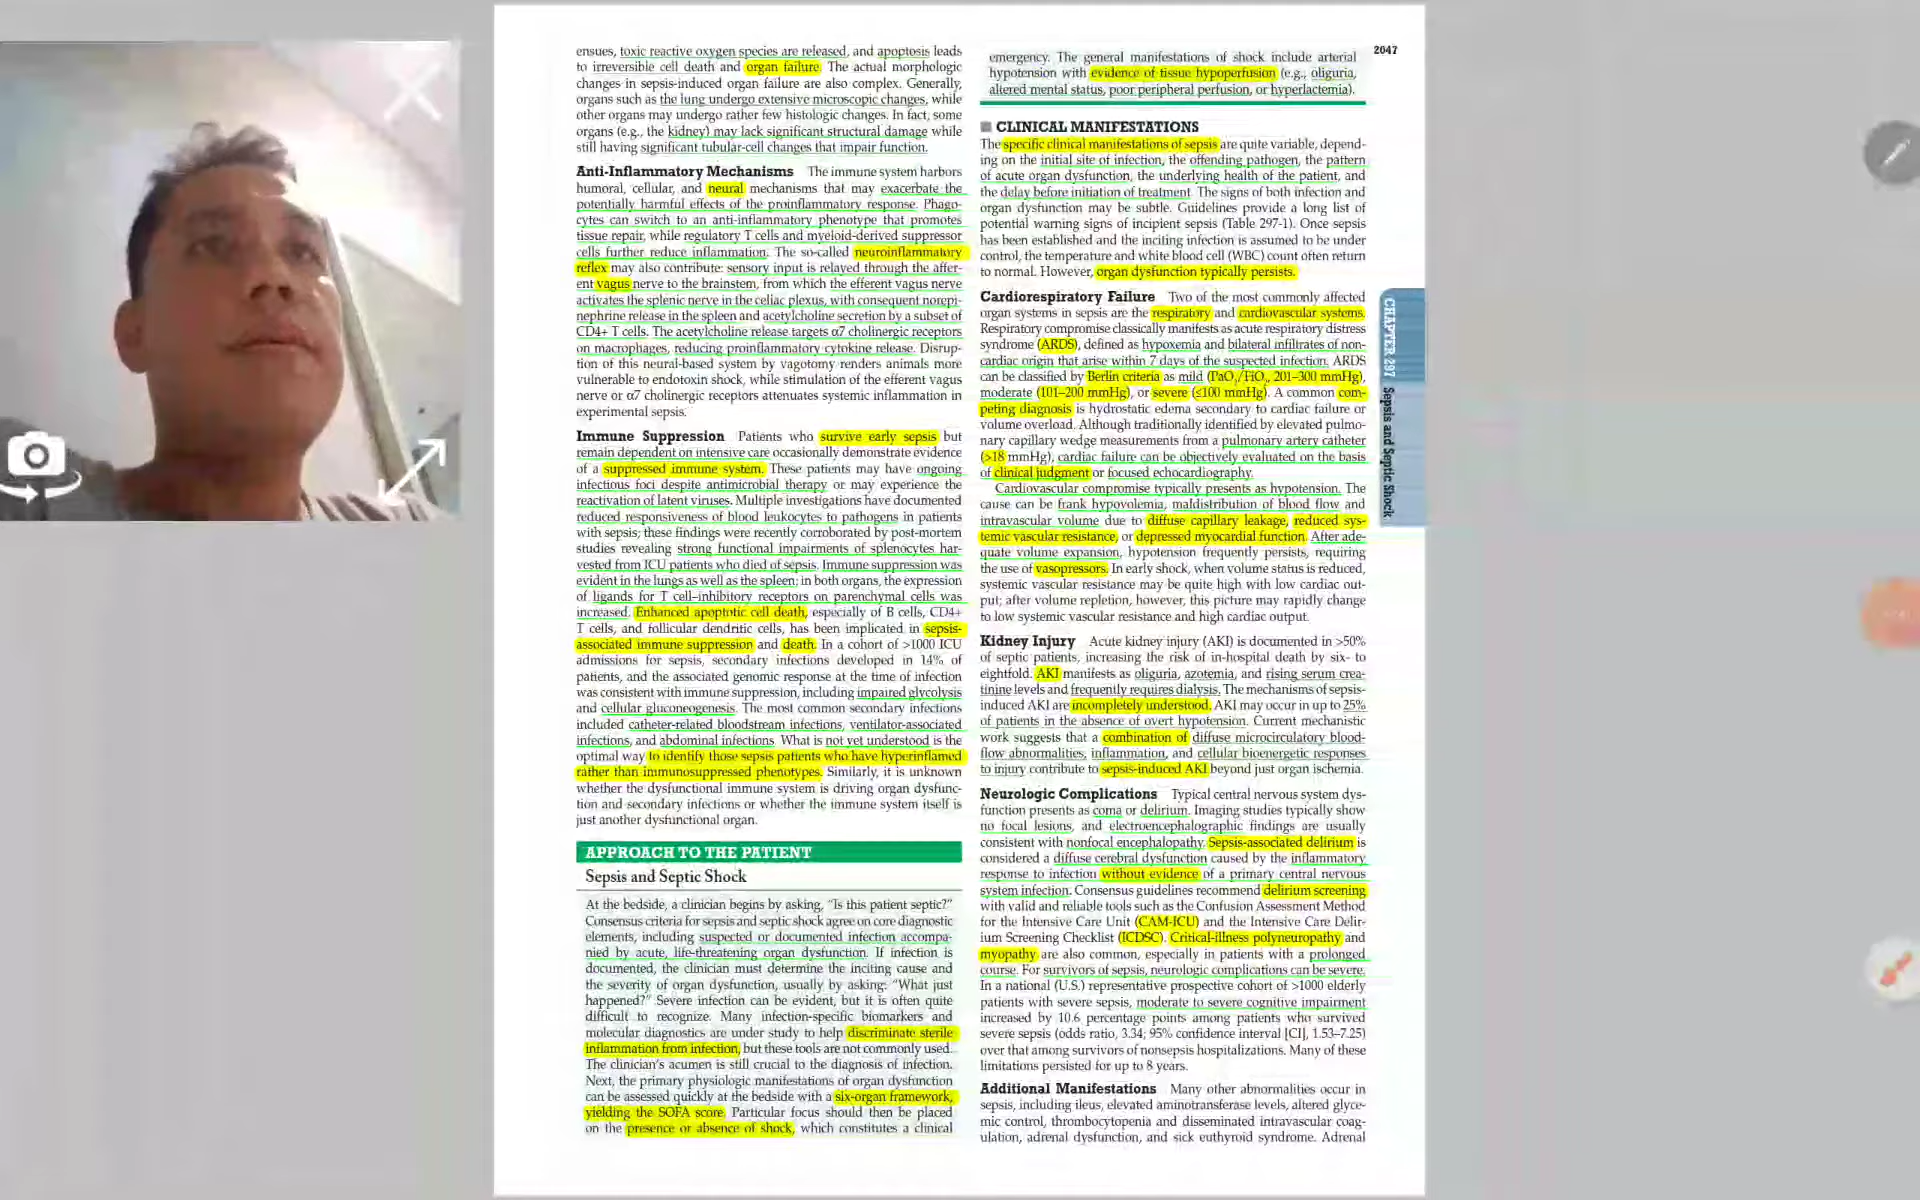 ensues, toxic reactive oxygen species are released, and apoptosis leads
to irreversible cell death and organ failure. The actual morphologic
changes in sepsis-induced organ failure are also complex. Generally,
organs such as the lung undergo extensive microscopic changes, while
other organs may undergo rather few histologic changes. In fact, some
organs (e.g., the kidney) may lack significant structural damage while
still having significant tubular-cell changes that impair function.
Anti-Inflammatory Mechanisms The immune system harbors
humoral, cellular, and neural mechanisms that may exacerbate the
potentially harmful effects of the proinflammatory response. Phago-
cytes can switch to an anti-inflammatory phenotype that promotes
tissue repair, while regulatory T cells and myeloid-derived suppressor
cells further reduce inflammation. The so-called neuroinflammatory
reflex may also contribute: sensory input is relayed through the affer-
ent vagus nerve to the brainstem, from which the efferent vagus nerve
activates the splenic nerve in the celiac plexus, with consequent norepi-
nephrine release in the spleen and acetylcholine secretion by a subset of
CD4+ T cells. The acetylcholine release targets α7 cholinergic receptors
on macrophages, reducing proinflammatory cytokine release. Disrup-
tion of this neural-based system by vagotomy renders animals more
vulnerable to endotoxin shock, while stimulation of the efferent vagus
nerve or α7 cholinergic receptors attenuates systemic inflammation in
experimental sepsis.
Immune Suppression Patients who survive early sepsis but
remain dependent on intensive care occasionally demonstrate evidence
of a suppressed immune system. These patients may have ongoing
infectious foci despite antimicrobial therapy or may experience the
reactivation of latent viruses. Multiple investigations have documented
reduced responsiveness of blood leukocytes to pathogens in patients
with sepsis; these findings were recently corroborated by post-mortem
studies revealing strong functional impairments of splenocytes har-
vested from ICU patients who died of sepsis. Immune suppression was
evident in the lungs as well as the spleen; in both organs, the expression
of ligands for T cell–inhibitory receptors on parenchymal cells was
increased. Enhanced apoptotic cell death, especially of B cells, CD4+
T cells, and follicular dendritic cells, has been implicated in sepsis-
associated immune suppression and death. In a cohort of >1000 ICU
admissions for sepsis, secondary infections developed in 14% of
patients, and the associated genomic response at the time of infection
was consistent with immune suppression, including impaired glycolysis
and cellular gluconeogenesis. The most common secondary infections
included catheter-related bloodstream infections, ventilator-associated
infections, and abdominal infections. What is not yet understood is the
optimal way to identify those sepsis patients who have hyperinflamed
rather than immunosuppressed phenotypes. Similarly, it is unknown
whether the dysfunctional immune system is driving organ dysfunc-
tion and secondary infections or whether the immune system itself is
just another dysfunctional organ.
APPROACH TO THE PATIENT
Sepsis and Septic Shock
At the bedside, a clinician begins by asking, “Is this patient septic?”
Consensus criteria for sepsis and septic shock agree on core diagnostic
elements, including suspected or documented infection accompa-
nied by acute, life-threatening organ dysfunction. If infection is
documented, the clinician must determine the inciting cause and
the severity of organ dysfunction, usually by asking: “What just
happened?” Severe infection can be evident, but it is often quite
difficult to recognize. Many infection-specific biomarkers and
molecular diagnostics are under study to help discriminate sterile
inflammation from infection, but these tools are not commonly used.
The clinician’s acumen is still crucial to the diagnosis of infection.
Next, the primary physiologic manifestations of organ dysfunction
can be assessed quickly at the bedside with a six-organ framework,
yielding the SOFA score. Particular focus should then be placed
on the presence or absence of shock, which constitutes a clinical
emergency. The general manifestations of shock include arterial
hypotension with evidence of tissue hypoperfusion (e.g., oliguria,
altered mental status, poor peripheral perfusion, or hyperlactemia).
2047
CLINICAL MANIFESTATIONS
The specific clinical manifestations of sepsis are quite variable, depend-
ing on the initial site of infection, the offending pathogen, the pattern
of acute organ dysfunction, the underlying health of the patient, and
the delay before initiation of treatment. The signs of both infection and
organ dysfunction may be subtle. Guidelines provide a long list of
potential warning signs of incipient sepsis (Table 297-1). Once sepsis
has been established and the inciting infection is assumed to be under
control, the temperature and white blood cell (WBC) count often return
to normal. However, organ dysfunction typically persists.
Cardiorespiratory Failure Two of the most commonly affected
organ systems in sepsis are the respiratory and cardiovascular systems.
Respiratory compromise classically manifests as acute respiratory distress
syndrome (ARDS), defined as hypoxemia and bilateral infiltrates of non-
cardiac origin that arise within 7 days of the suspected infection. ARDS
can be classified by Berlin criteria as mild (PaO2/FiO2, 201–300 mmHg),
moderate (101–200 mmHg), or severe (≤100 mmHg). A common com-
peting diagnosis is hydrostatic edema secondary to cardiac failure or
volume overload. Although traditionally identified by elevated pulmo-
nary capillary wedge measurements from a pulmonary artery catheter
(>18 mmHg), cardiac failure can be objectively evaluated on the basis
of clinical judgment or focused echocardiography.
Cardiovascular compromise typically presents as hypotension. The
cause can be frank hypovolemia, maldistribution of blood flow and
intravascular volume due to diffuse capillary leakage, reduced sys-
temic vascular resistance, or depressed myocardial function. After ade-
quate volume expansion, hypotension frequently persists, requiring
the use of vasopressors. In early shock, when volume status is reduced,
systemic vascular resistance may be quite high with low cardiac out-
put; after volume repletion, however, this picture may rapidly change
to low systemic vascular resistance and high cardiac output.
Kidney Injury Acute kidney injury (AKI) is documented in >50%
of septic patients, increasing the risk of in-hospital death by six- to
eightfold. AKI manifests as oliguria, azotemia, and rising serum crea-
tinine levels and frequently requires dialysis. The mechanisms of sepsis-
induced AKI are incompletely understood. AKI may occur in up to 25%
of patients in the absence of overt hypotension. Current mechanistic
work suggests that a combination of diffuse microcirculatory blood-
flow abnormalities, inflammation, and cellular bioenergetic responses
to injury contribute to sepsis-induced AKI beyond just organ ischemia.
Neurologic Complications Typical central nervous system dys-
function presents as coma or delirium. Imaging studies typically show
no focal lesions, and electroencephalographic findings are usually
consistent with nonfocal encephalopathy. Sepsis-associated delirium is
considered a diffuse cerebral dysfunction caused by the inflammatory
response to infection without evidence of a primary central nervous
system infection. Consensus guidelines recommend delirium screening
with valid and reliable tools such as the Confusion Assessment Method
for the Intensive Care Unit (CAM-ICU) and the Intensive Care Delir-
ium Screening Checklist (ICDSC). Critical-illness polyneuropathy and
myopathy are also common, especially in patients with a prolonged
course. For survivors of sepsis, neurologic complications can be severe.
In a national (U.S.) representative prospective cohort of >1000 elderly
patients with severe sepsis, moderate to severe cognitive impairment
increased by 10.6 percentage points among patients who survived
severe sepsis (odds ratio, 3.34; 95% confidence interval [CI], 1.53–7.25)
over that among survivors of nonsepsis hospitalizations. Many of these
limitations persisted for up to 8 years.
Additional Manifestations Many other abnormalities occur in
sepsis, including ileus, elevated aminotransferase levels, altered glyce-
mic control, thrombocytopenia and disseminated intravascular coag-
ulation, adrenal dysfunction, and sick euthyroid syndrome. Adrenal
CHAPTER 297 Sepsis and Septic Shock